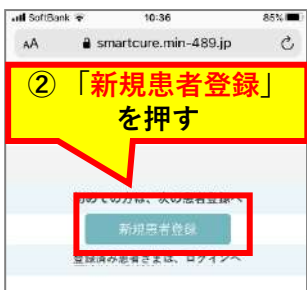 SoftBank 10:36 85%
AA smartcure.min-489.jp
② 「新規患者登録」
を押す
めての方は、次の患者登録へ
新規患者登録
登録済み患者さまは、ログインへ